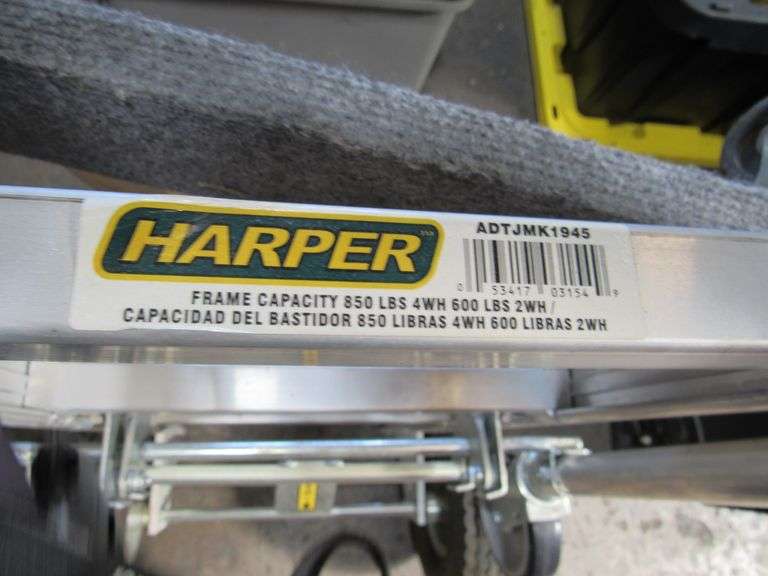 HARPER
ADTJMK1945
0 53417 03154 9
FRAME CAPACITY 850 LBS 4WH 600 LBS 2WH /
CAPACIDAD DEL BASTIDOR 850 LIBRAS 4WH 600 LIBRAS 2WH